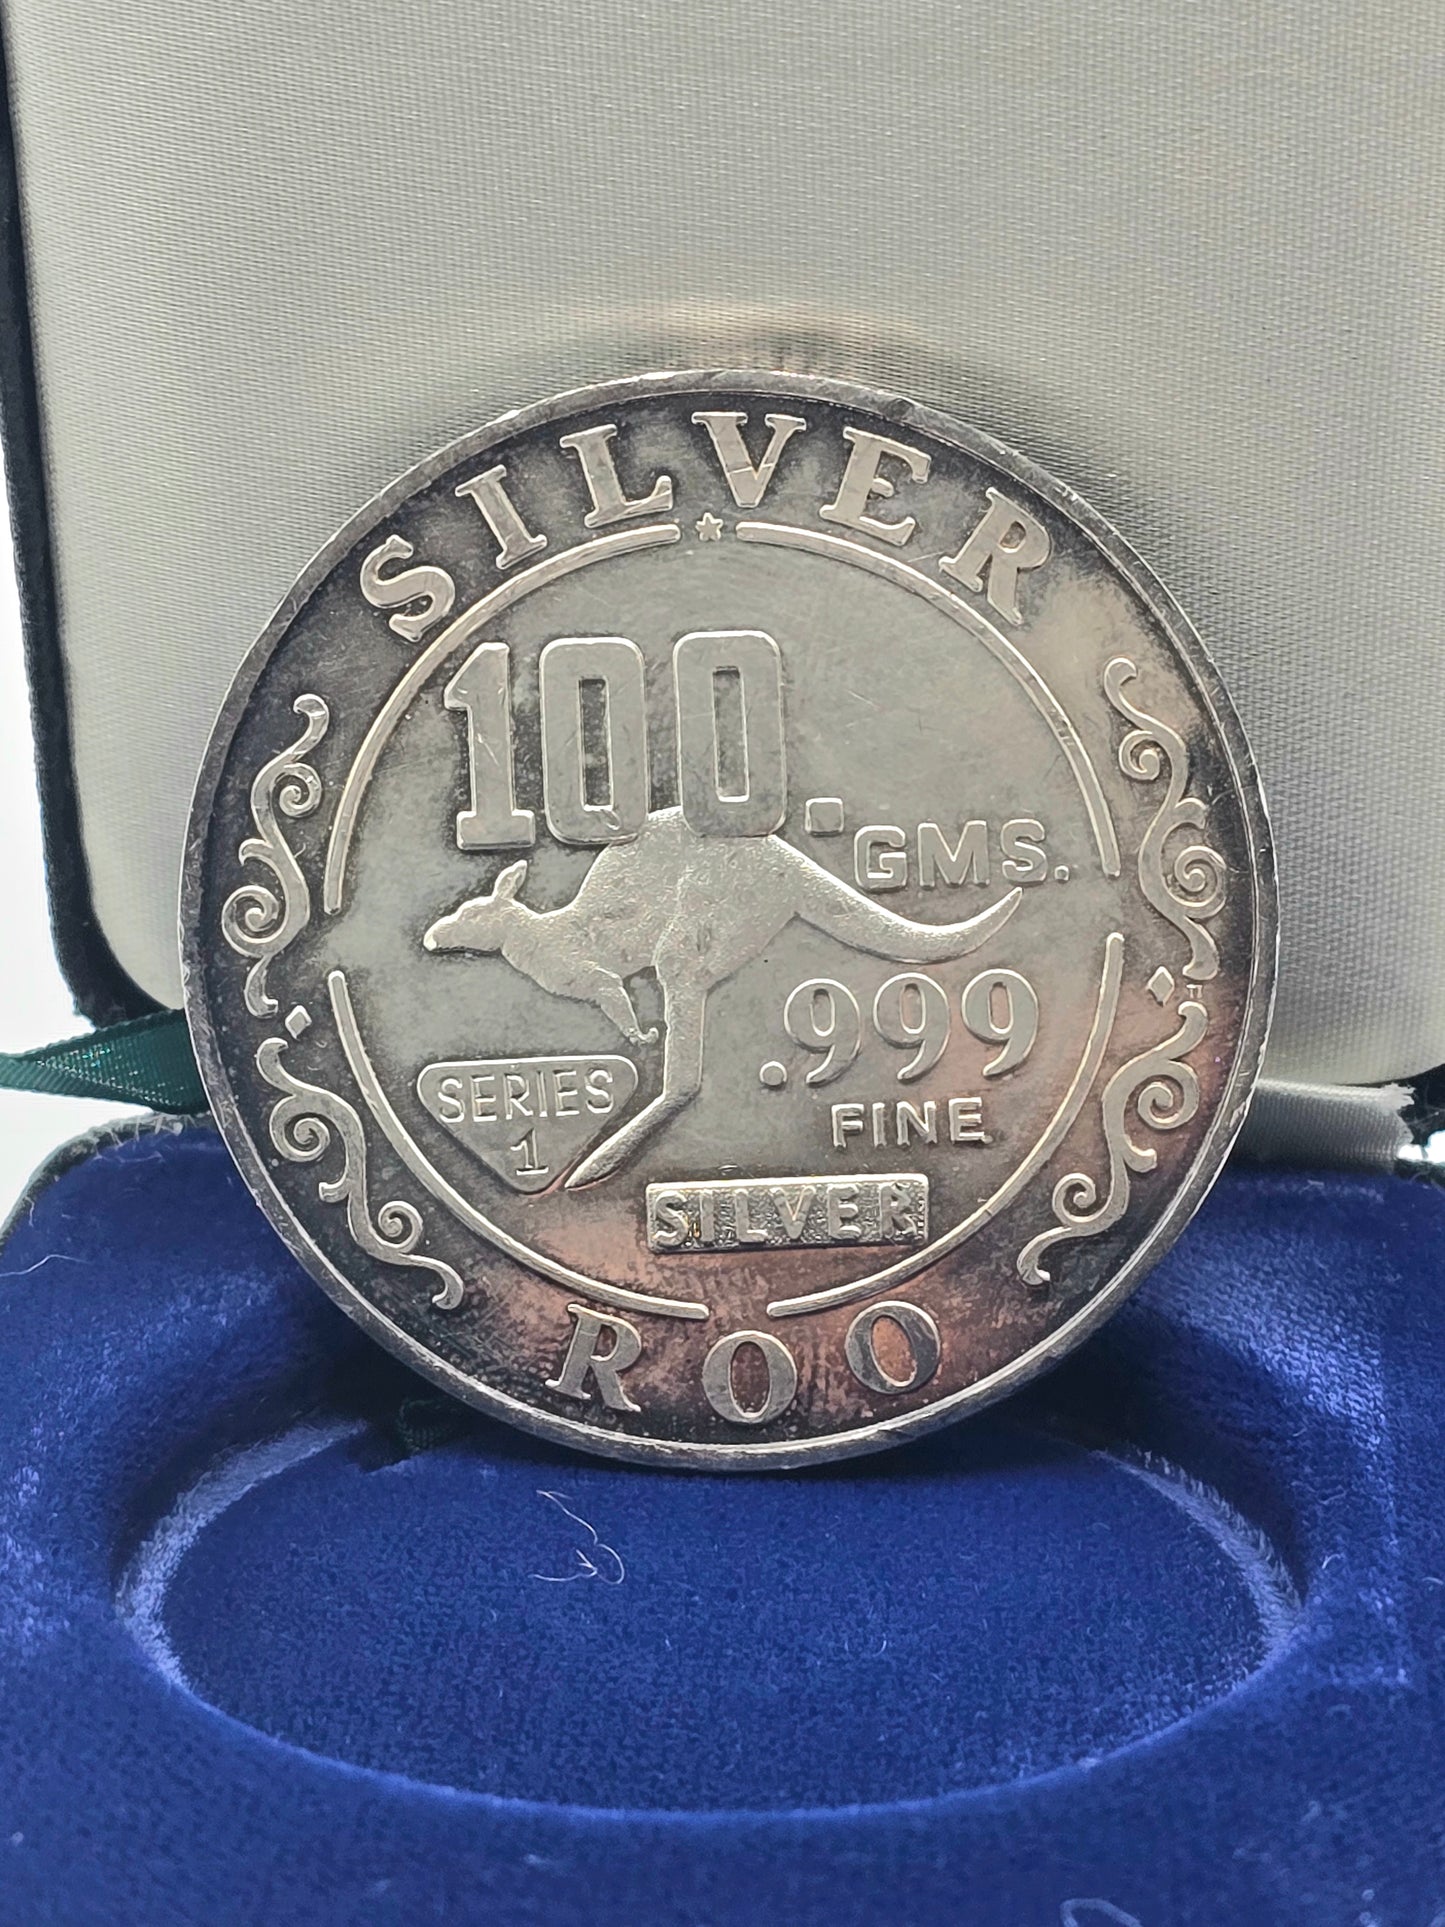 SILVER
100.
GMS.
.999
FINE
SERIES
1
SILVER
ROO